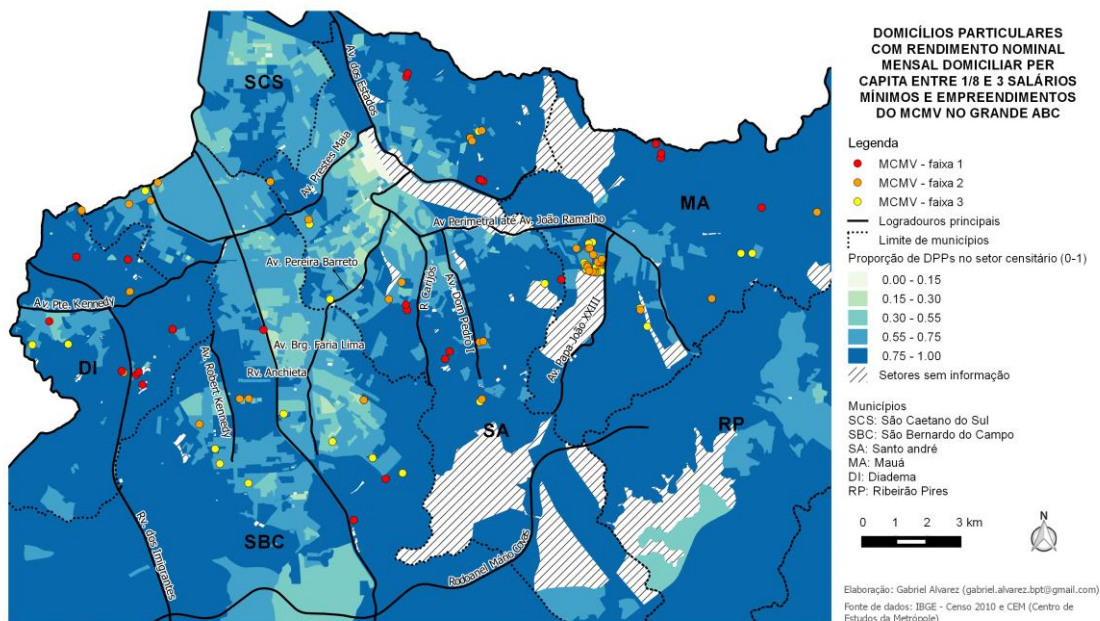 DOMICÍLIOS PARTICULARES
COM RENDIMENTO NOMINAL
MENSAL DOMICILIAR PER
CAPITA ENTRE 1/8 E 3 SALÁRIOS
MÍNIMOS E EMPREENDIMENTOS
DO MCMV NO GRANDE ABC
Legenda
MCMV - faixa 1
MCMV - faixa 2
MCMV - faixa 3
Logradouros principais
Limite de municípios
Proporção de DPPs no setor censitário (0-1)
0.00 - 0.15
0.15 - 0.30
0.30 - 0.55
0.55 - 0.75
0.75 - 1.00
Setores sem informação
Municípios
SCS: São Caetano do Sul
SBC: São Bernardo do Campo
SA: Santo andré
MA: Mauá
DI: Diadema
RP: Ribeirão Pires
0 1 2 3 km
N
Elaboração: Gabriel Alvarez (gabriel.alvarez.bpt@gmail.com)
Fonte de dados: IBGE - Censo 2010 e CEM (Centro de
Estudos da Metrópole)
SCS
Av. dos Estados
Av. Prestes Maia
MA
Av Perimetral até Av. João Ramalho
Av. Pereira Barreto
R. Carijós
Av. Dom Pedro I
Av. Papa João XXIII
Av. Pte. Kennedy
Av. Brg. Faria Lima
DI
Av. Robert Kennedy
Rv. Anchieta
SA
RP
SBC
Rv. dos Imigrantes
Rodoanel Mário Covas